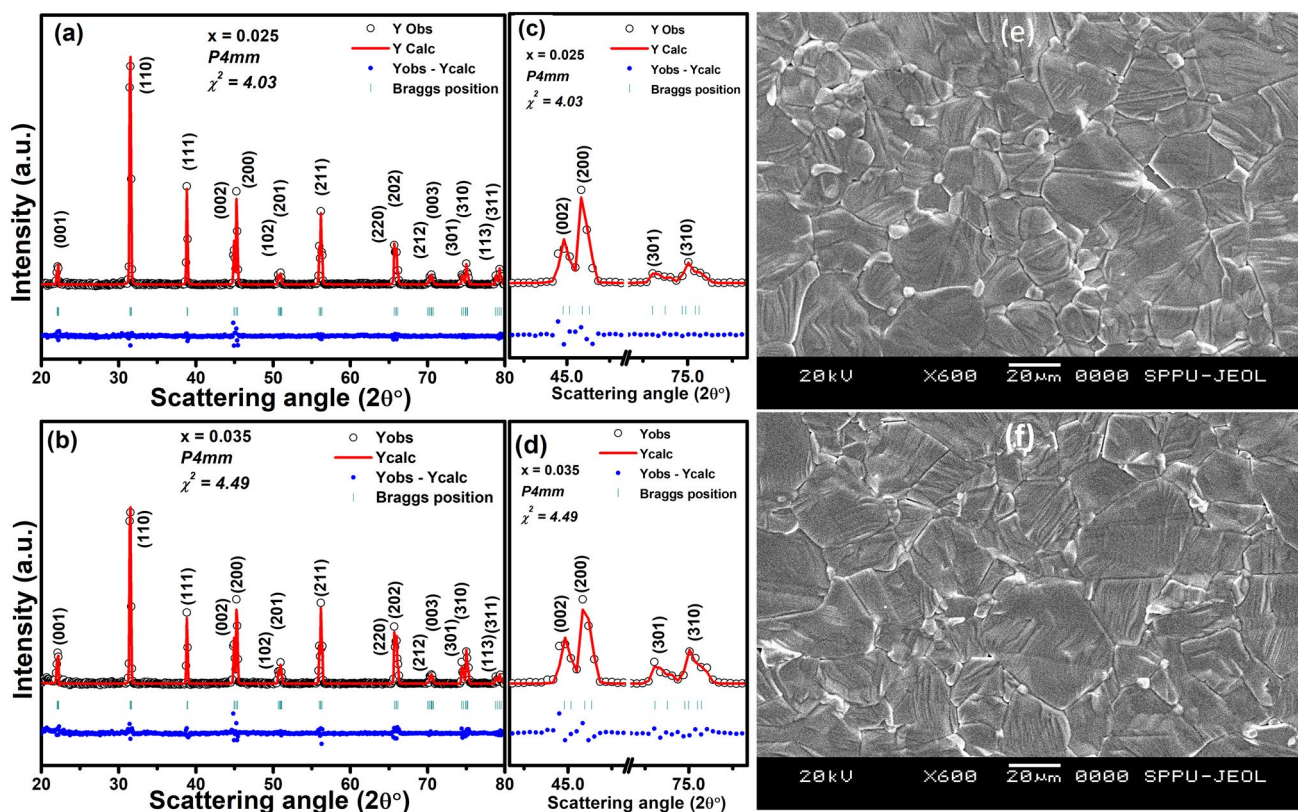 (a)
x = 0.025
P4mm
χ² = 4.03
Y Obs
Y Calc
Yobs - Ycalc
Braggs position
(001)
(110)
(111)
(002)
(200)
(102)
(201)
(211)
(220)
(202)
(212)
(003)
(301)
(310)
(113)
(311)
Intensity (a.u.)
20 30 40 50 60 70 80
Scattering angle (2θ°)
(c)
x = 0.025
P4mm
χ² = 4.03
Y Obs
Y Calc
Yobs - Ycalc
Braggs position
(002)
(200)
(301)
(310)
45.0 75.0
Scattering angle (2θ°)
(e)
20kV X600 20μm 0000 SPPU-JEOL
(b)
x = 0.035
P4mm
χ² = 4.49
Yobs
Ycalc
Yobs - Ycalc
Braggs position
(001)
(110)
(111)
(002)
(200)
(102)
(201)
(211)
(220)
(202)
(212)
(003)
(301)
(310)
(113)
(311)
Intensity (a.u.)
20 30 40 50 60 70 80
Scattering angle (2θ°)
(d)
x = 0.035
P4mm
χ² = 4.49
Yobs
Ycalc
Yobs - Ycalc
Braggs position
(002)
(200)
(301)
(310)
45.0 75.0
Scattering angle (2θ°)
(f)
20kV X600 20μm 0000 SPPU-JEOL